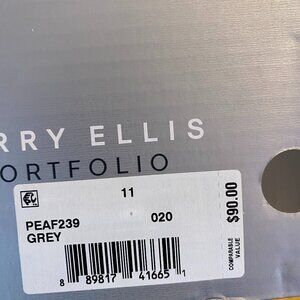 RRY ELLIS
ORTFOLIO
11
PEAF239
020
GREY
$90.00
COMPARABLE
VALUE
8 89817 41665 1